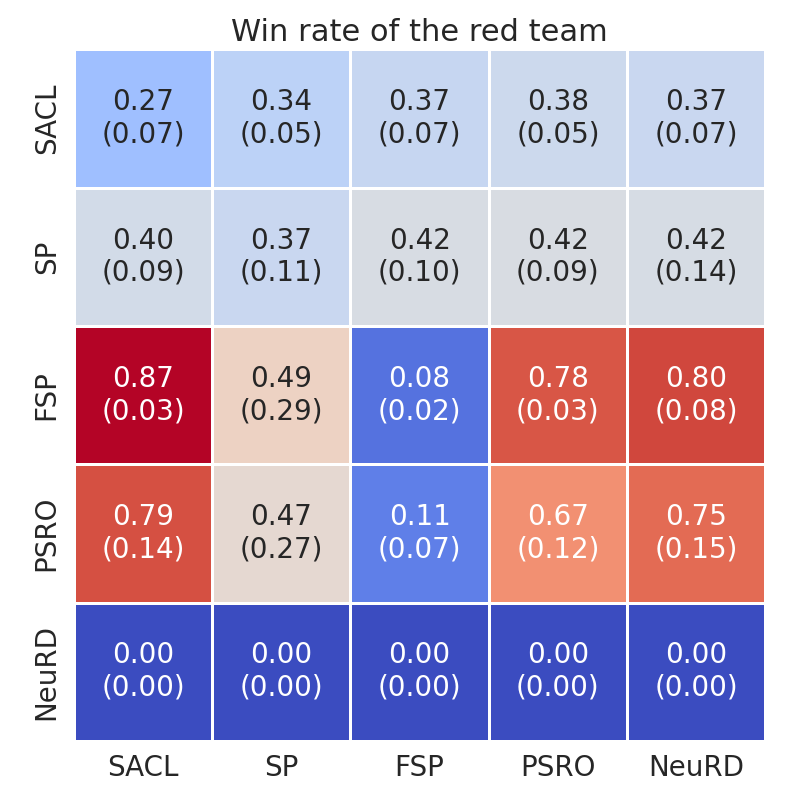 Win rate of the red team
SACL
0.27 0.34 0.37 0.38 0.37
(0.07) (0.05) (0.07) (0.05) (0.07)
SP
0.40 0.37 0.42 0.42 0.42
(0.09) (0.11) (0.10) (0.09) (0.14)
FSP
0.87 0.49 0.08 0.78 0.80
(0.03) (0.29) (0.02) (0.03) (0.08)
PSRO
0.79 0.47 0.11 0.67 0.75
(0.14) (0.27) (0.07) (0.12) (0.15)
NeuRD
0.00 0.00 0.00 0.00 0.00
(0.00) (0.00) (0.00) (0.00) (0.00)
SACL SP FSP PSRO NeuRD